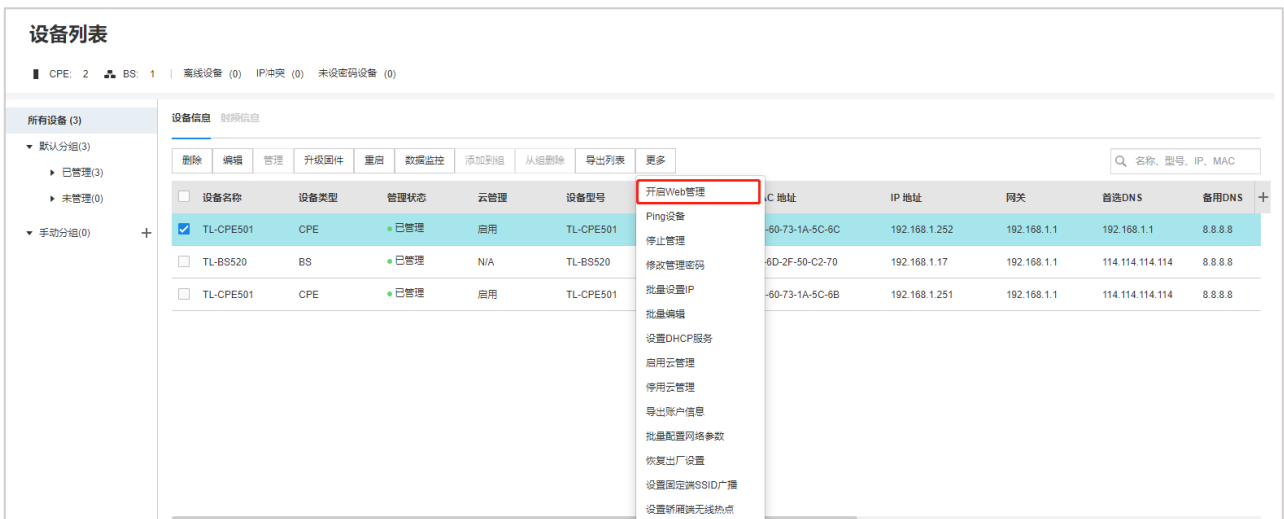 设备列表
CPE: 2 BS: 1 | 离线设备 (0) IP冲突 (0) 未设密码设备 (0)
所有设备 (3)
默认分组(3)
已管理(3)
未管理(0)
手动分组(0) +
设备信息 射频信息
删除 编辑 管理 升级固件 重启 数据监控 添加到组 从组删除 导出列表 更多
名称、型号、IP、MAC
设备名称 设备类型 管理状态 云管理 设备型号 AC 地址 IP 地址 网关 首选DNS 备用DNS +
TL-CPE501 CPE 已管理 启用 TL-CPE501 -60-73-1A-5C-6C 192.168.1.252 192.168.1.1 192.168.1.1 8.8.8.8
TL-BS520 BS 已管理 N/A TL-BS520 -6D-2F-50-C2-70 192.168.1.17 192.168.1.1 114.114.114.114 8.8.8.8
TL-CPE501 CPE 已管理 启用 TL-CPE501 -60-73-1A-5C-6B 192.168.1.251 192.168.1.1 114.114.114.114 8.8.8.8
开启Web管理
Ping设备
停止管理
修改管理密码
批量设置IP
批量编辑
设置DHCP服务
启用云管理
停用云管理
导出账户信息
批量配置网络参数
恢复出厂设置
设置固定端SSID广播
设置轿厢端无线热点